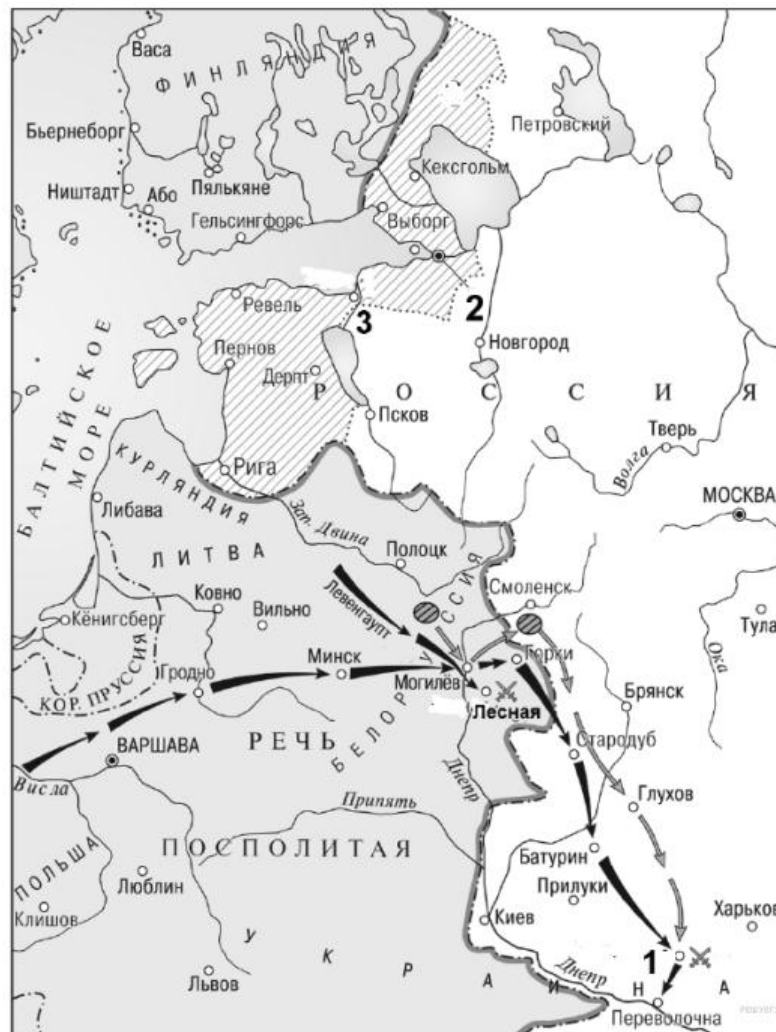 Васа
ФИНЛЯНДИЯ
2
Петровский
Бьернеборг
Кексгольм
Ништадт
Або
Пялькяне
Гельсингфорс
Выборг
Ревель
3
2
Новгород
Пернов
Дерпт
РОССИЯ
БАЛТИЙСКОЕ
МОРЕ
Псков
Тверь
Рига
Волга
КУРЛЯНДИЯ
МОСКВА
Либава
Зап. Двина
ЛИТВА
Полоцк
Смоленск
Левенгаупт
Ковно
Вильно
Кёнигсберг
Тула
БЕЛОРУССИЯ
Горки
Ока
КОР. ПРУССИЯ
Гродно
Минск
Могилёв
Брянск
Лесная
ВАРШАВА
РЕЧЬ
Стародуб
Висла
Днепр
Глухов
Припять
ПОСПОЛИТАЯ
Батурин
ПОЛЬША
Люблин
Прилуки
Клишов
Киев
Харьков
УКРАИНА
1
Львов
Днепр
Переволочна